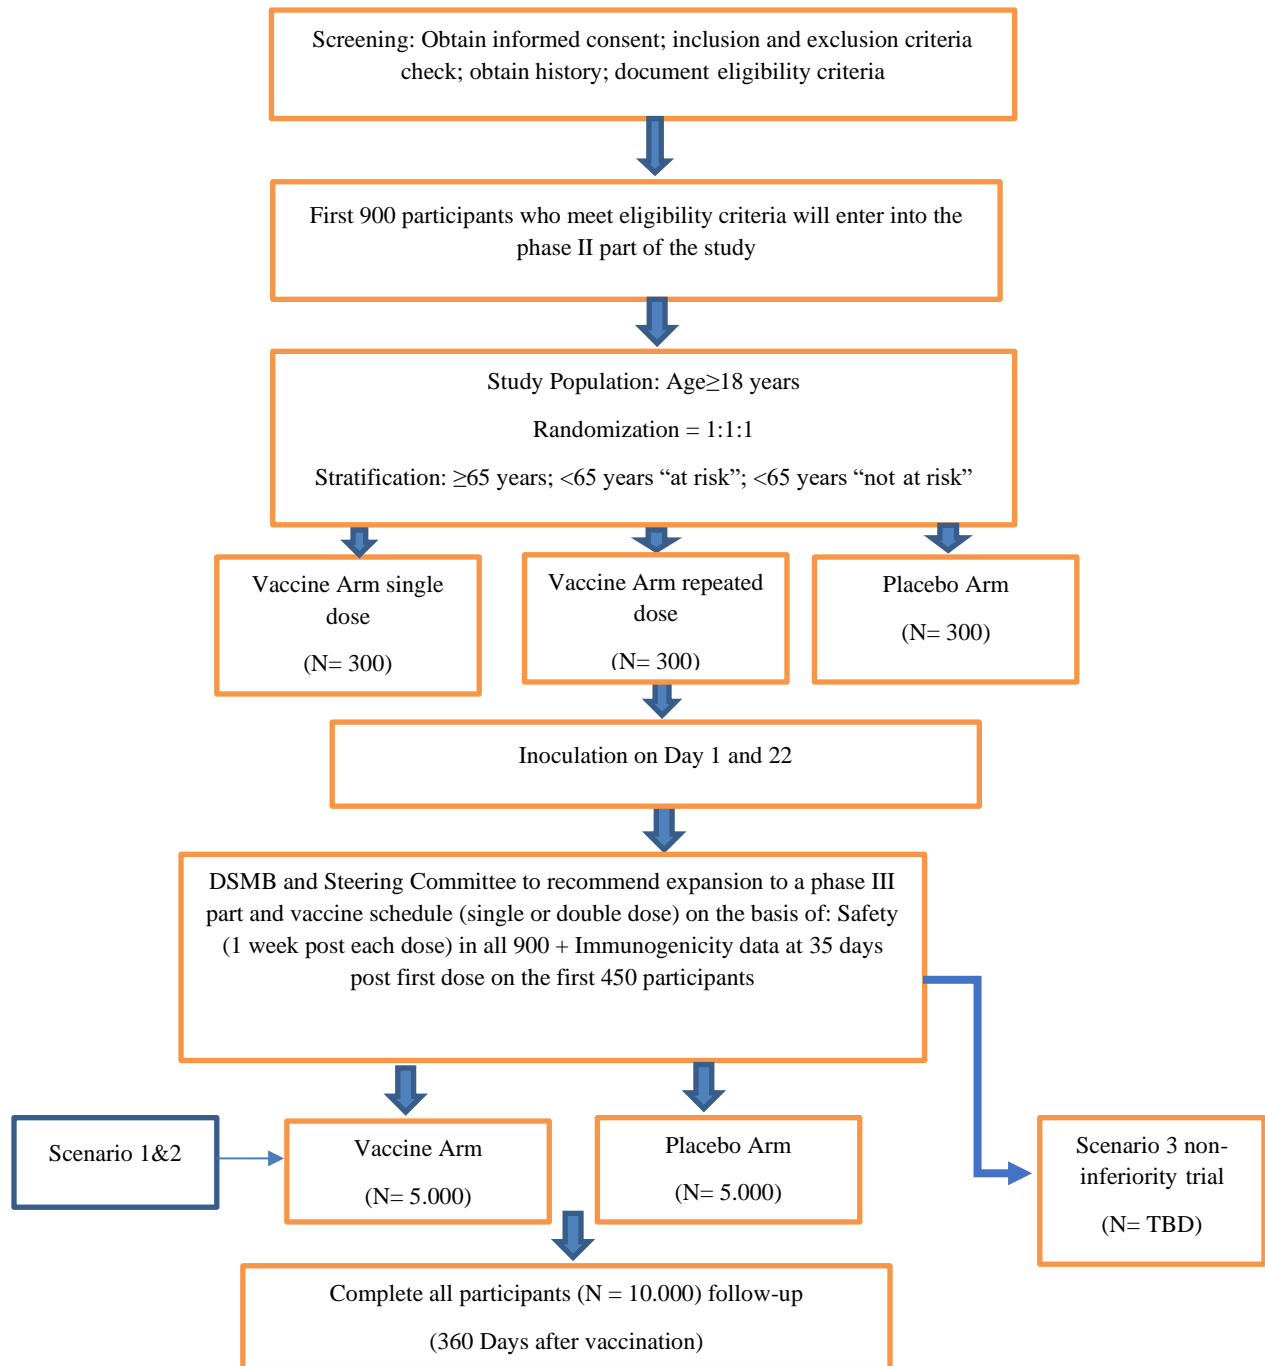 Screening: Obtain informed consent; inclusion and exclusion criteria
check; obtain history; document eligibility criteria
First 900 participants who meet eligibility criteria will enter into the
phase II part of the study
Study Population: Age≥18 years
Randomization = 1:1:1
Stratification: ≥65 years; <65 years “at risk”; <65 years “not at risk”
Vaccine Arm single
dose
(N= 300)
Vaccine Arm repeated
dose
(N= 300)
Placebo Arm
(N= 300)
Inoculation on Day 1 and 22
DSMB and Steering Committee to recommend expansion to a phase III
part and vaccine schedule (single or double dose) on the basis of: Safety
(1 week post each dose) in all 900 + Immunogenicity data at 35 days
post first dose on the first 450 participants
Scenario 1&2
Vaccine Arm
(N= 5.000)
Placebo Arm
(N= 5.000)
Scenario 3 non-
inferiority trial
(N= TBD)
Complete all participants (N = 10.000) follow-up
(360 Days after vaccination)